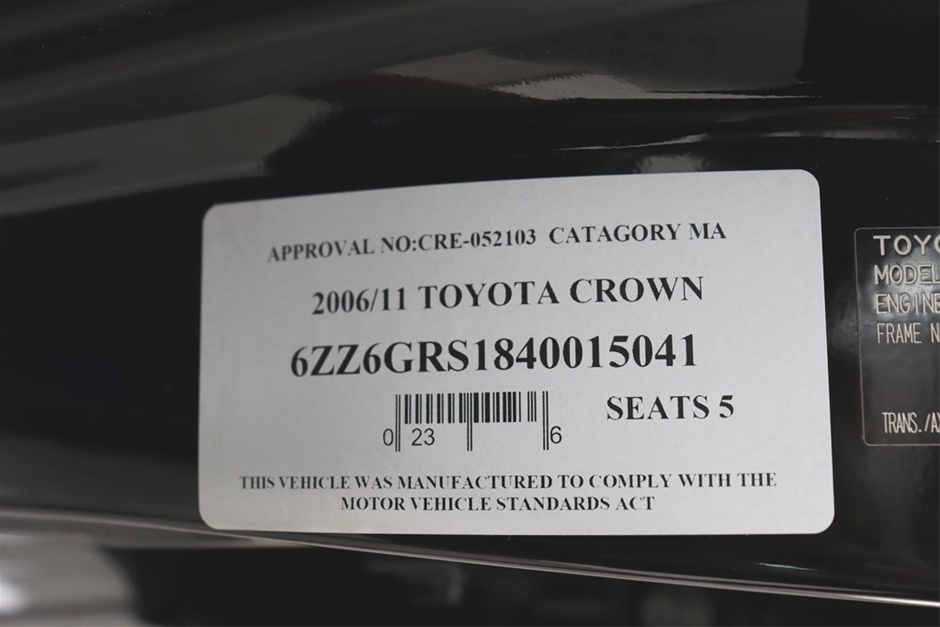 APPROVAL NO:CRE-052103 CATAGORY MA
2006/11 TOYOTA CROWN
6ZZ6GRS1840015041
SEATS 5
0 23 6
THIS VEHICLE WAS MANUFACTURED TO COMPLY WITH THE
MOTOR VEHICLE STANDARDS ACT
TOYO
MODEL
ENGINE
FRAME N
TRANS./AX